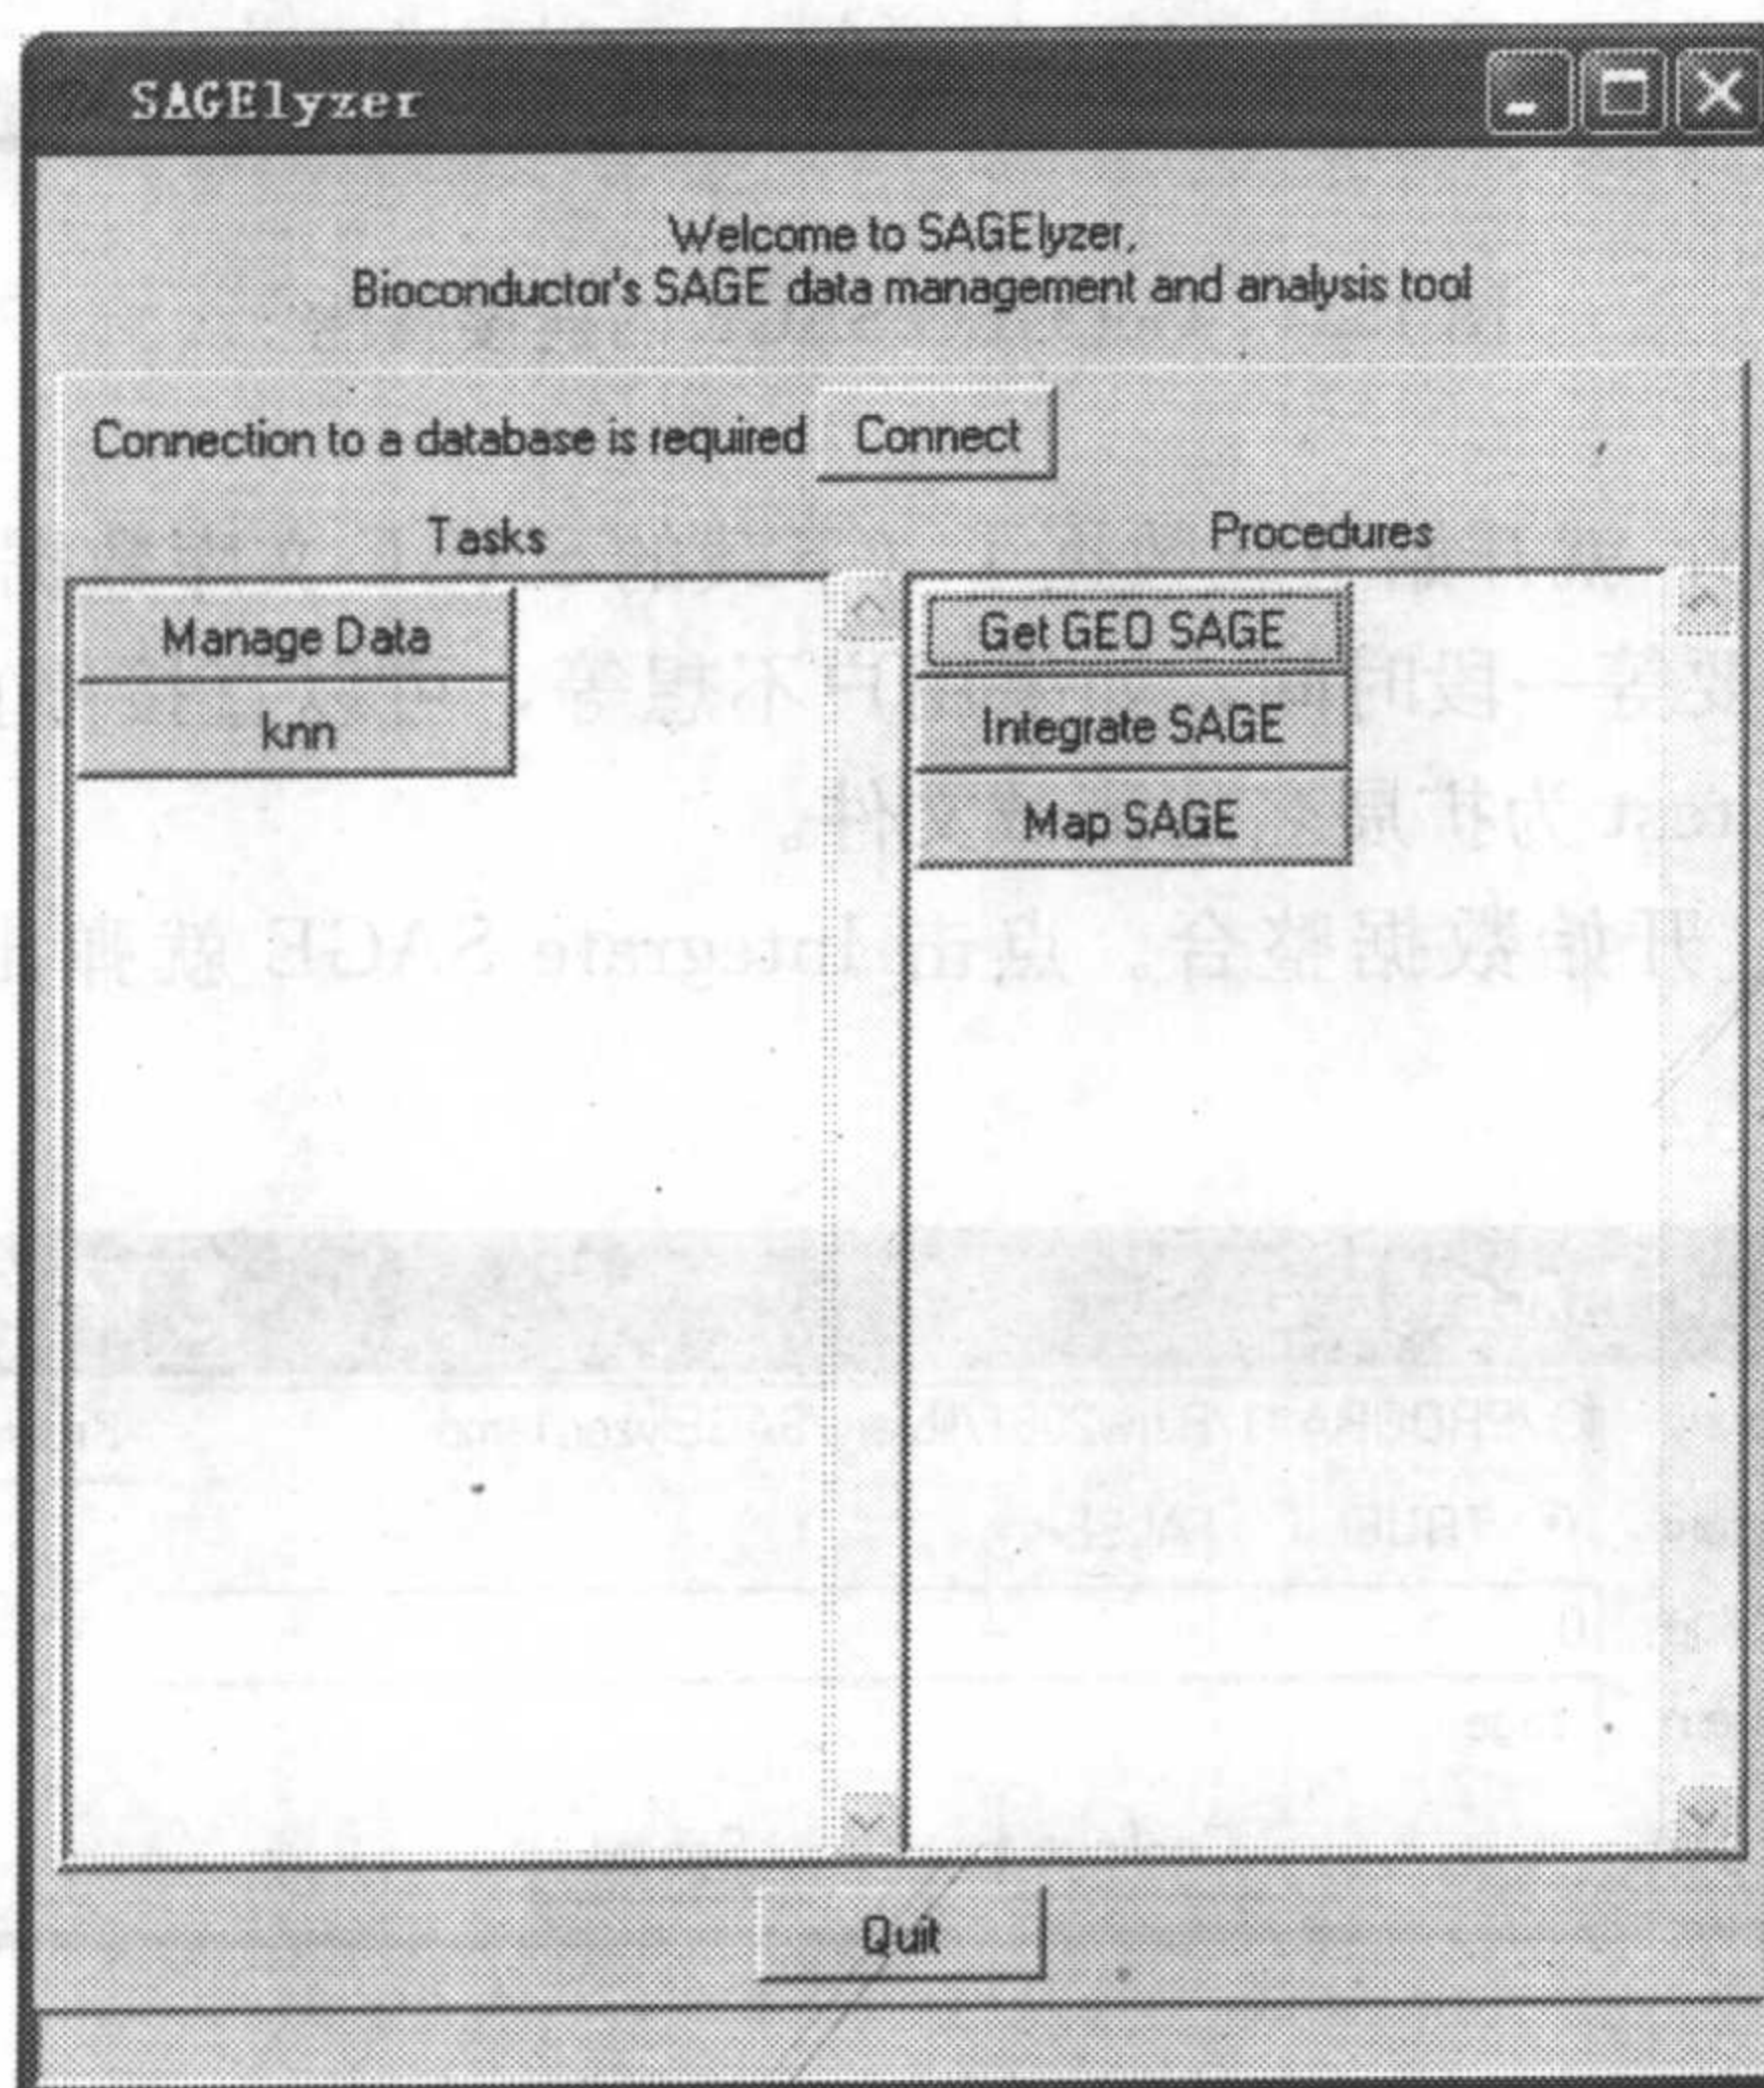 SAGElyzer
Welcome to SAGElyzer,
Bioconductor's SAGE data management and analysis tool
Connection to a database is required Connect
Tasks Procedures
Manage Data Get GEO SAGE
knn Integrate SAGE
Map SAGE
Quit